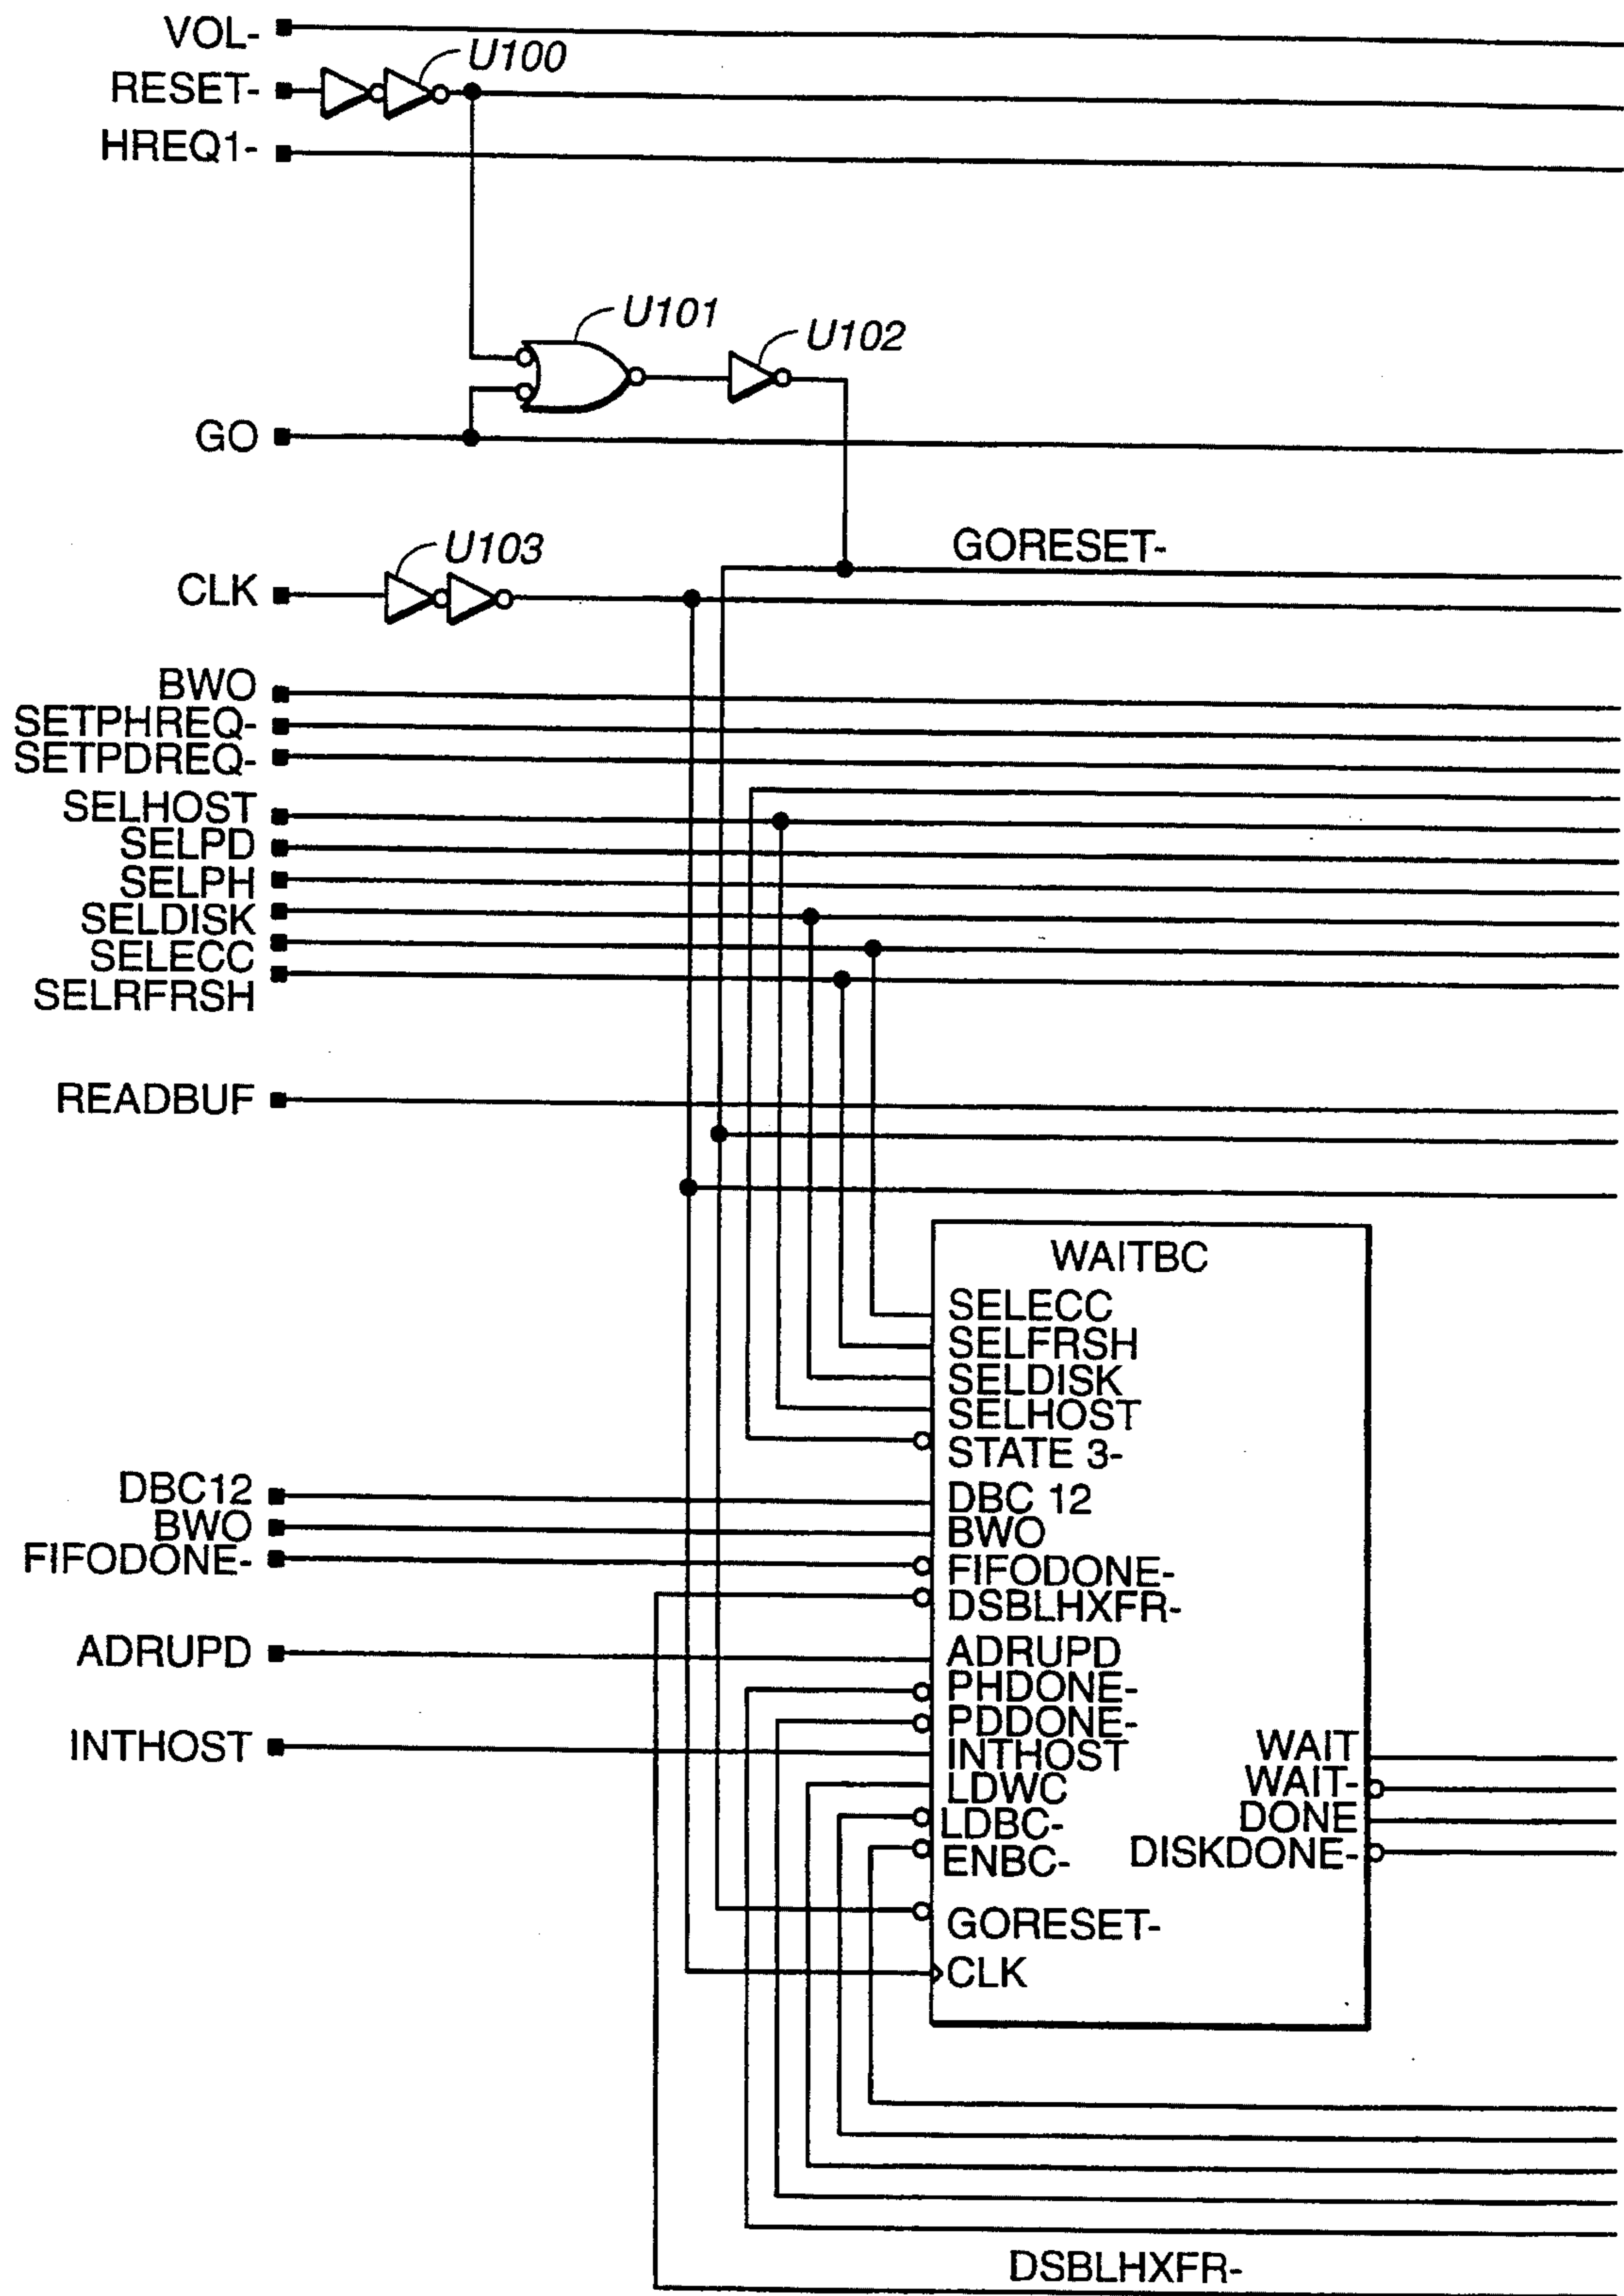 VOL-
U100
RESET-
HREQ1-
U101
U102
GO
U103
GORESET-
CLK
BWO
SETPHREQ-
SETPDREQ-
SELHOST
SELPD
SELPH
SELDISK
SELECC
SELRFRSH
READBUF
WAITBC
SELECC
SELFRSH
SELDISK
SELHOST
STATE 3-
DBC12
DBC 12
BWO
BWO
FIFODONE-
FIFODONE-
DSBLHXFR-
ADRUPD
ADRUPD
PHDONE-
PDDONE-
INTHOST
INTHOST
WAIT
LDWC
WAIT-
LDBC-
DONE
ENBC-
DISKDONE-
GORESET-
CLK
DSBLHXFR-